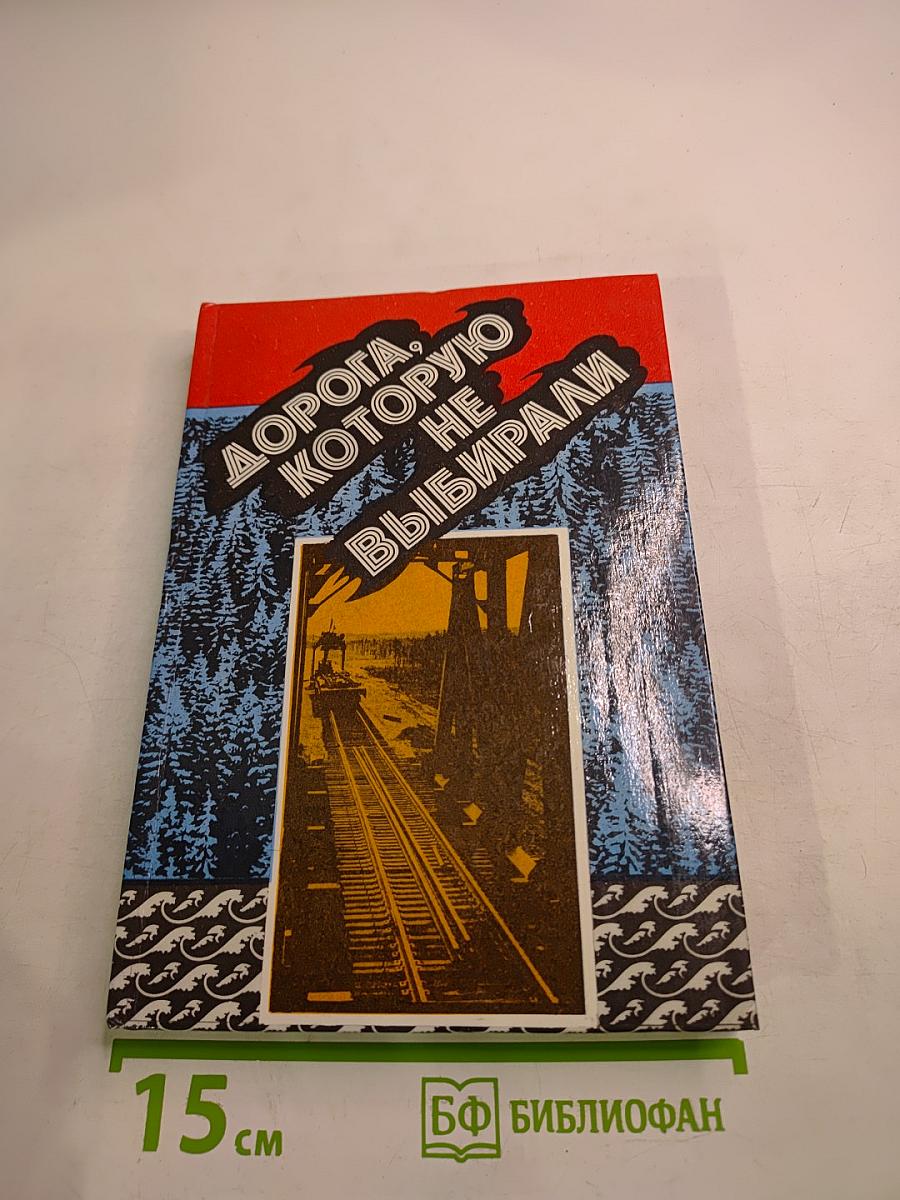 ДОРОГА,
КОТОРУЮ
НЕ
ВЫБИРАЛИ
15 см
БФ БИБЛИОФАН